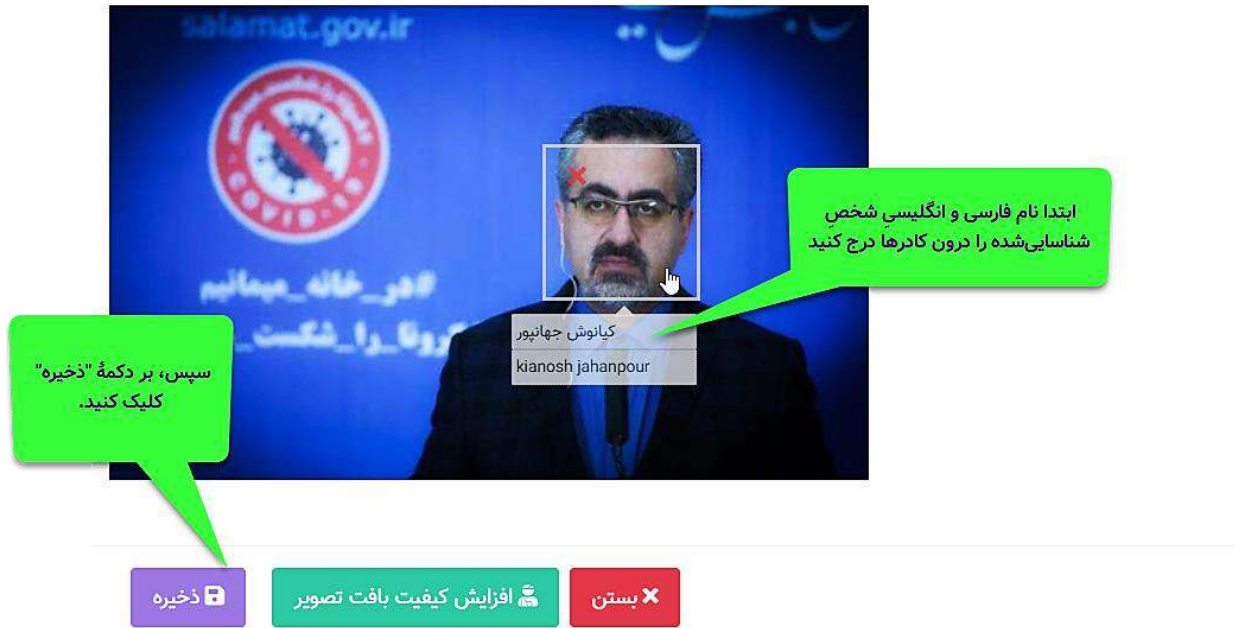 salamat.gov.ir
COVID-19
#در_خانه_میمانیم
کرونا_را_شکست_
ابتدا نام فارسی و انگلیسیِ شخصِ
شناسایی‌شده را درون کادرها درج کنید
کیانوش جهانپور
kianosh jahanpour
سپس، بر دکمهٔ "ذخیره"
کلیک کنید.
بستن
افزایش کیفیت بافت تصویر
ذخیره